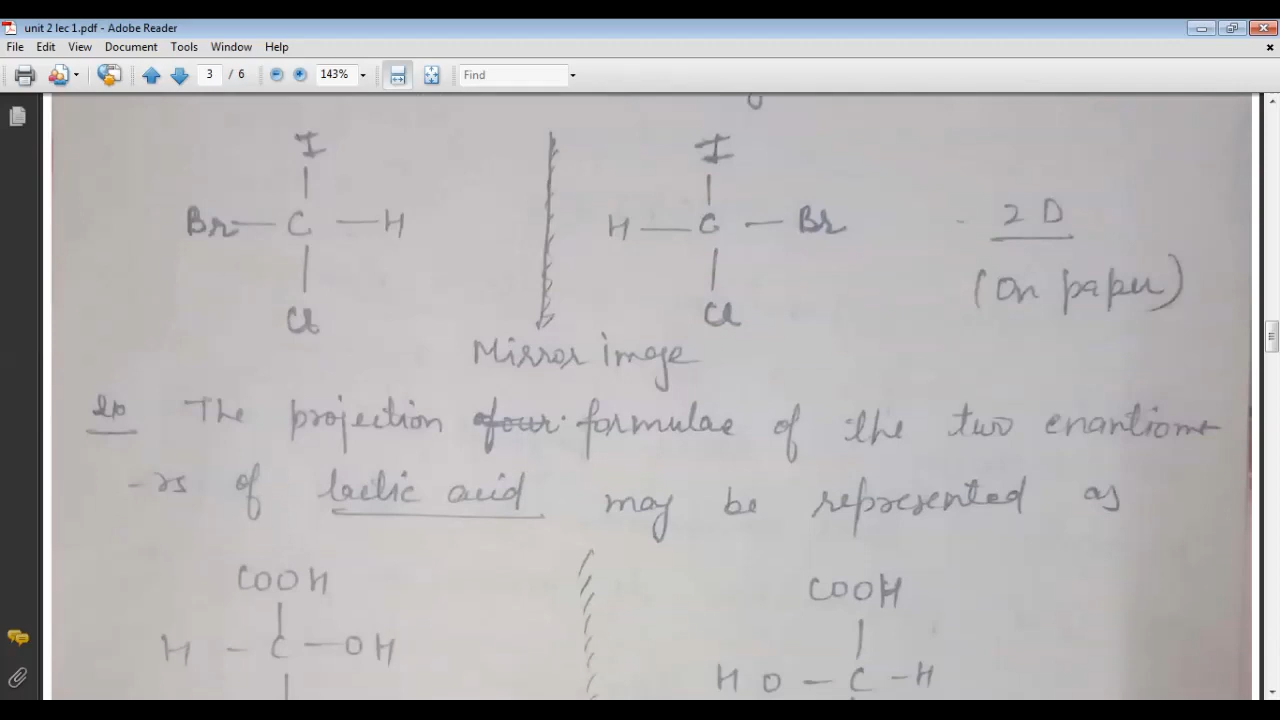 unit 2 lec 1.pdf - Adobe Reader
File Edit View Document Tools Window Help
3 / 6 143% Find
I I
Br C H H C Br 2 D
(On paper)
Cl Cl
Mirror image
The projection formulae of the two enantiome
-rs of lactic acid may be represented as
COOH COOH
H - C - OH
HO - C - H